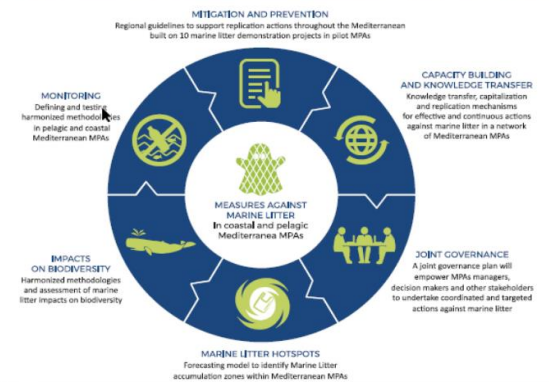 MITIGATION AND PREVENTION
Regional guidelines to support replication actions throughout the Mediterranean
built on 10 marine litter demonstration projects in pilot MPAs
CAPACITY BUILDING
AND KNOWLEDGE TRANSFER
Knowledge transfer, capitalization
and replication mechanisms
for effective and continuous actions
against marine litter in a network
of Mediterranean MPAs
MONITORING
Defining and testing
harmonized methodologies
in pelagic and coastal
Mediterranean MPAs
MEASURES AGAINST
MARINE LITTER
In coastal and pelagic
Mediterranea MPAs
JOINT GOVERNANCE
A joint governance plan will
empower MPAs managers,
decision makers and other stakeholders
to undertake coordinated and targeted
actions against marine litter
IMPACTS
ON BIODIVERSITY
Harmonized methodologies
and assessment of marine
litter impacts on biodiversity
MARINE LITTER HOTSPOTS
Forecasting model to identify Marine Litter
accumulation zones within Mediterranean MPAs